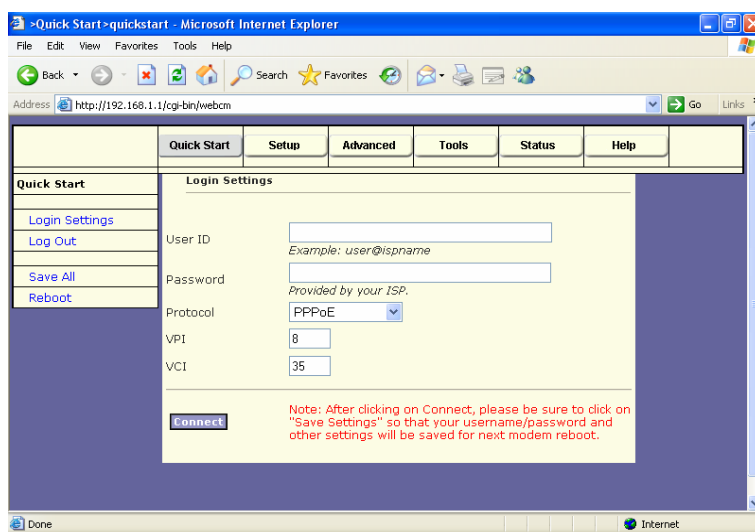 >Quick Start>quickstart - Microsoft Internet Explorer
File Edit View Favorites Tools Help
Back Search Favorites
Address http://192.168.1.1/cgi-bin/webcm Go Links
Quick Start Setup Advanced Tools Status Help
Quick Start
Login Settings
Log Out
Save All
Reboot
Login Settings
User ID
Example: user@ispname
Password
Provided by your ISP.
Protocol PPPoE
VPI 8
VCI 35
Connect
Note: After clicking on Connect, please be sure to click on
"Save Settings" so that your username/password and
other settings will be saved for next modem reboot.
Done Internet